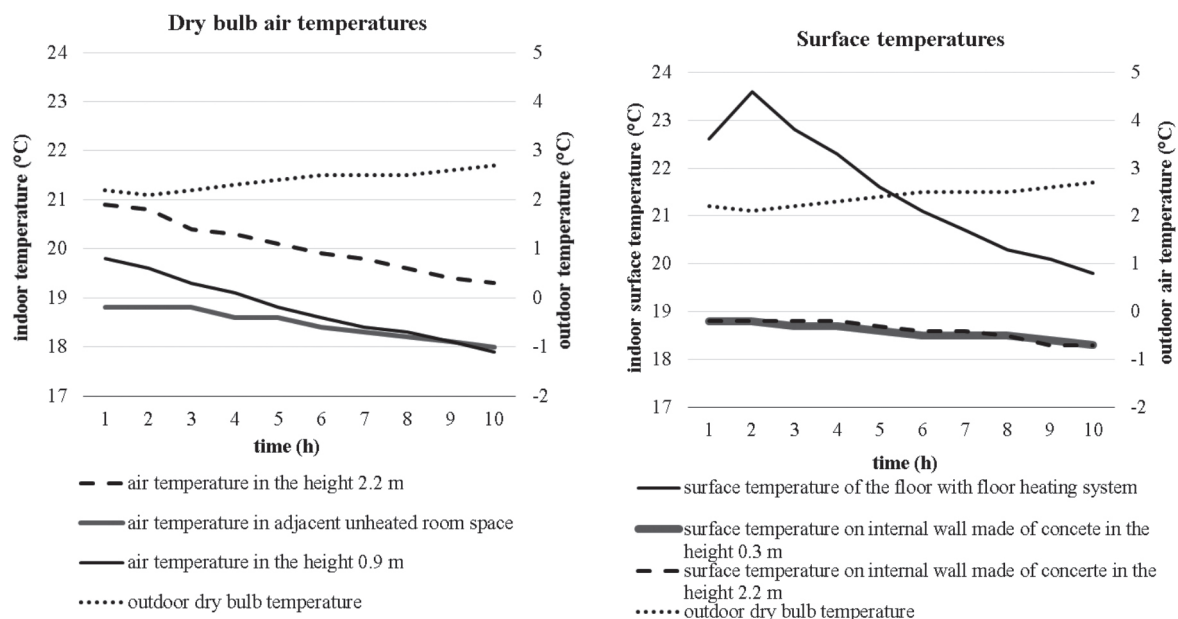 Dry bulb air temperatures
24
23
22
21
20
19
18
17
indoor temperature (°C)
5
4
3
2
1
0
-1
-2
outdoor temperature (°C)
1 2 3 4 5 6 7 8 9 10
time (h)
air temperature in the height 2.2 m
air temperature in adjacent unheated room space
air temperature in the height 0.9 m
outdoor dry bulb temperature
Surface temperatures
24
23
22
21
20
19
18
17
indoor surface temperature (°C)
5
4
3
2
1
0
-1
-2
outdoor air temperature (°C)
1 2 3 4 5 6 7 8 9 10
time (h)
surface temperature of the floor with floor heating system
surface temperature on internal wall made of concete in the
height 0.3 m
surface temperature on internal wall made of concerte in the
height 2.2 m
outdoor dry bulb temperature